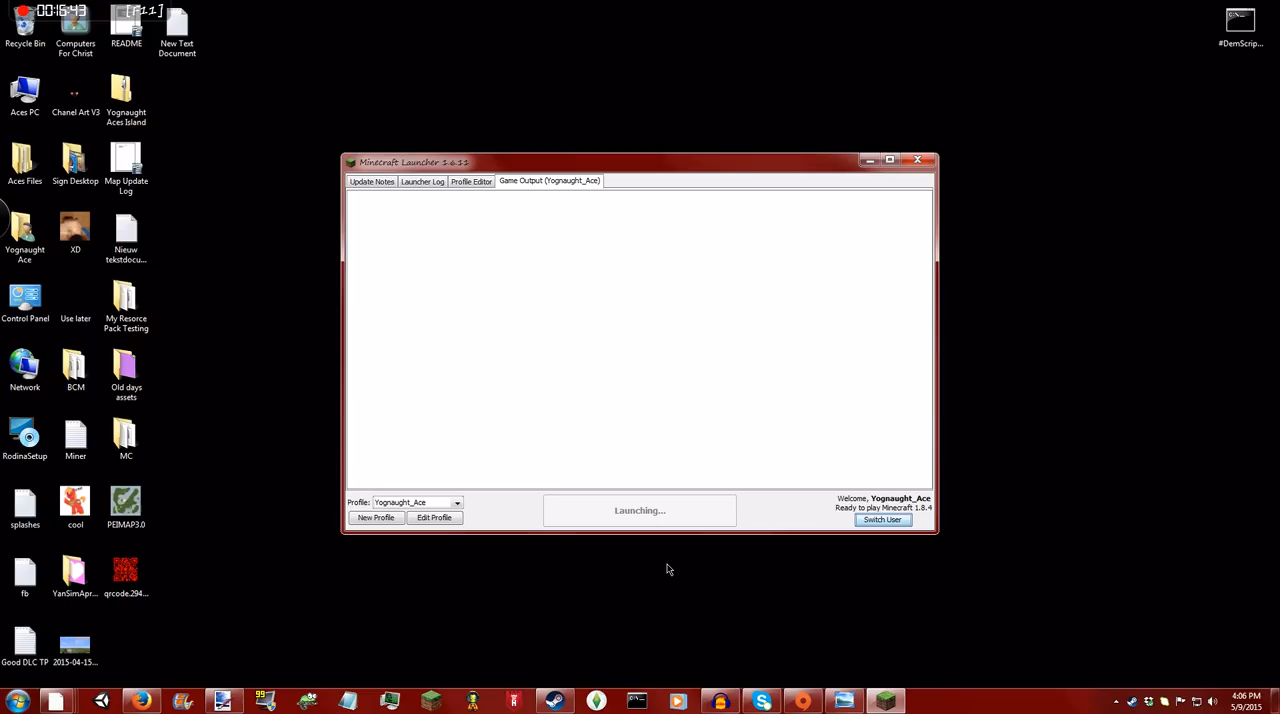 00:16:43 [F11]
Recycle Bin
Computers
For Christ
README
New Text
Document
#DemScrip...
Aces PC
Chanel Art V3
Yognaught
Aces Island
Aces Files
Sign Desktop
Map Update
Log
Yognaught
Ace
XD
Nieuw
tekstdocu...
Control Panel
Use later
My Resorce
Pack Testing
Network
BCM
Old days
assets
RodinaSetup
Miner
MC
splashes
cool
PEIMAP3.0
fb
YanSimApr...
qrcode.294...
Good DLC TP
2015-04-15...
Minecraft Launcher 1.6.11
Update Notes
Launcher Log
Profile Editor
Game Output (Yognaught_Ace)
Profile: Yognaught_Ace
New Profile
Edit Profile
Launching...
Welcome, Yognaught_Ace
Ready to play Minecraft 1.8.4
Switch User
99
4:06 PM
5/9/2015